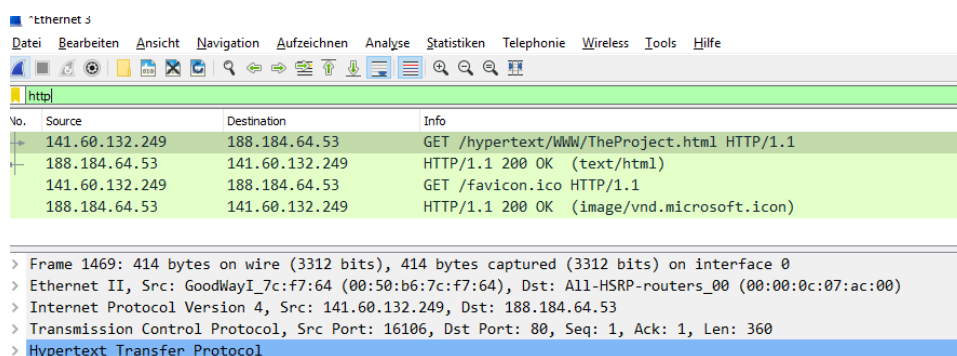 *Ethernet 3
Datei Bearbeiten Ansicht Navigation Aufzeichnen Analyse Statistiken Telephonie Wireless Tools Hilfe
http
No. Source Destination Info
141.60.132.249 188.184.64.53 GET /hypertext/WWW/TheProject.html HTTP/1.1
188.184.64.53 141.60.132.249 HTTP/1.1 200 OK (text/html)
141.60.132.249 188.184.64.53 GET /favicon.ico HTTP/1.1
188.184.64.53 141.60.132.249 HTTP/1.1 200 OK (image/vnd.microsoft.icon)
> Frame 1469: 414 bytes on wire (3312 bits), 414 bytes captured (3312 bits) on interface 0
> Ethernet II, Src: GoodWayI_7c:f7:64 (00:50:b6:7c:f7:64), Dst: All-HSRP-routers_00 (00:00:0c:07:ac:00)
> Internet Protocol Version 4, Src: 141.60.132.249, Dst: 188.184.64.53
> Transmission Control Protocol, Src Port: 16106, Dst Port: 80, Seq: 1, Ack: 1, Len: 360
> Hypertext Transfer Protocol